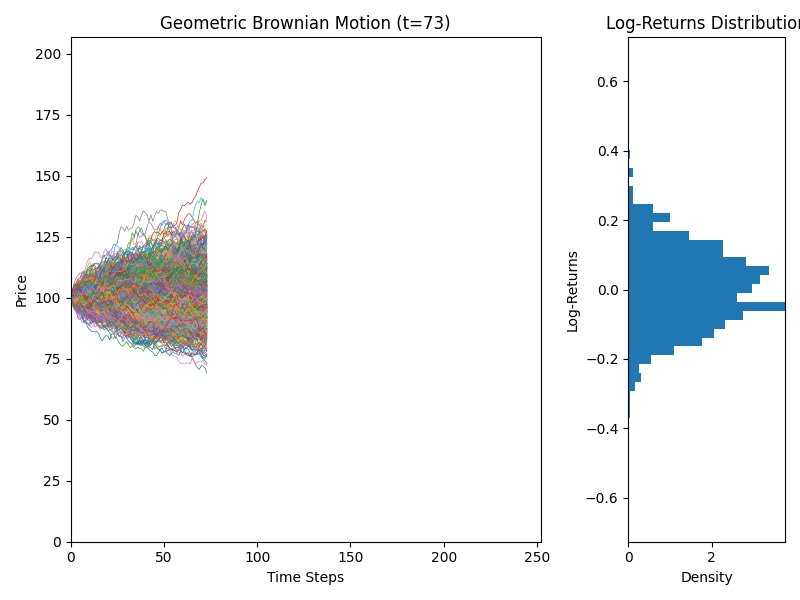 Geometric Brownian Motion (t=73)
Price
200
175
150
125
100
75
50
25
0
0 50 100 150 200 250
Time Steps
Log-Returns Distribution
Log-Returns
0.6
0.4
0.2
0.0
−0.2
−0.4
−0.6
0 2
Density